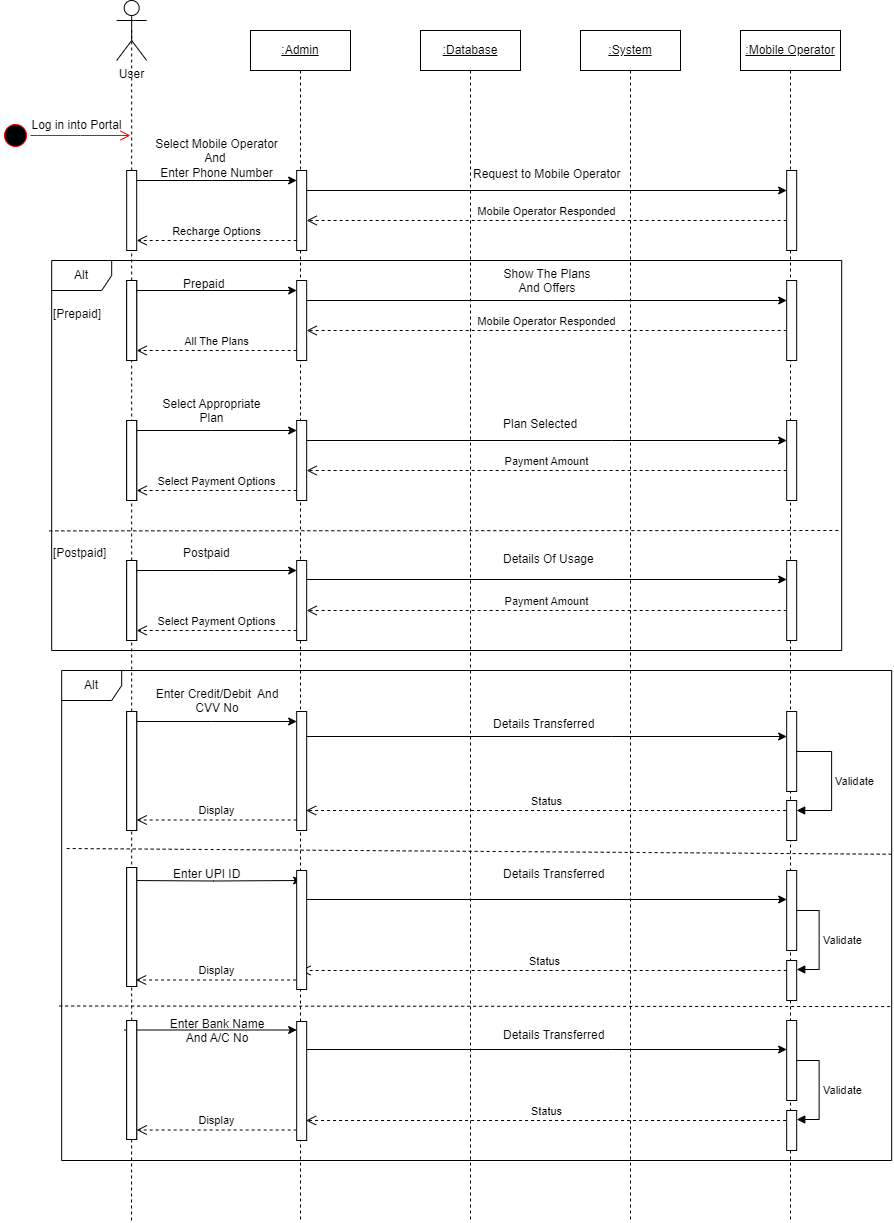 User
:Admin
:Database
:System
:Mobile Operator
Log in into Portal
Select Mobile Operator
And
Enter Phone Number
Request to Mobile Operator
Mobile Operator Responded
Recharge Options
Alt
[Prepaid]
Prepaid
Show The Plans
And Offers
Mobile Operator Responded
All The Plans
Select Appropriate
Plan
Plan Selected
Payment Amount
Select Payment Options
[Postpaid]
Postpaid
Details Of Usage
Payment Amount
Select Payment Options
Alt
Enter Credit/Debit And
CVV No
Details Transferred
Validate
Status
Display
Enter UPI ID
Details Transferred
Validate
Status
Display
Enter Bank Name
And A/C No
Details Transferred
Validate
Status
Display